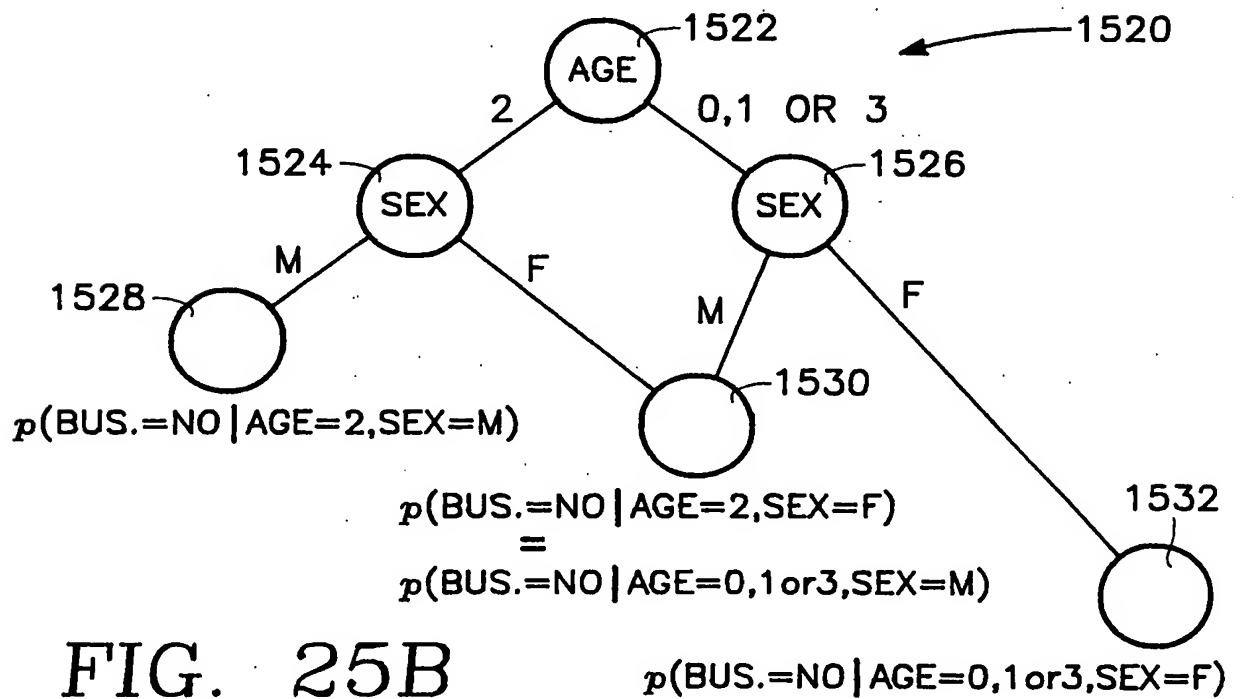 1522
1520
AGE
2
0,1 OR 3
1524
1526
SEX
SEX
M
F
M
F
1528
1530
p(BUS.=NO|AGE=2,SEX=M)
1532
p(BUS.=NO|AGE=2,SEX=F)
=
p(BUS.=NO|AGE=0,1or3,SEX=M)
FIG. 25B
p(BUS.=NO|AGE=0,1or3,SEX=F)